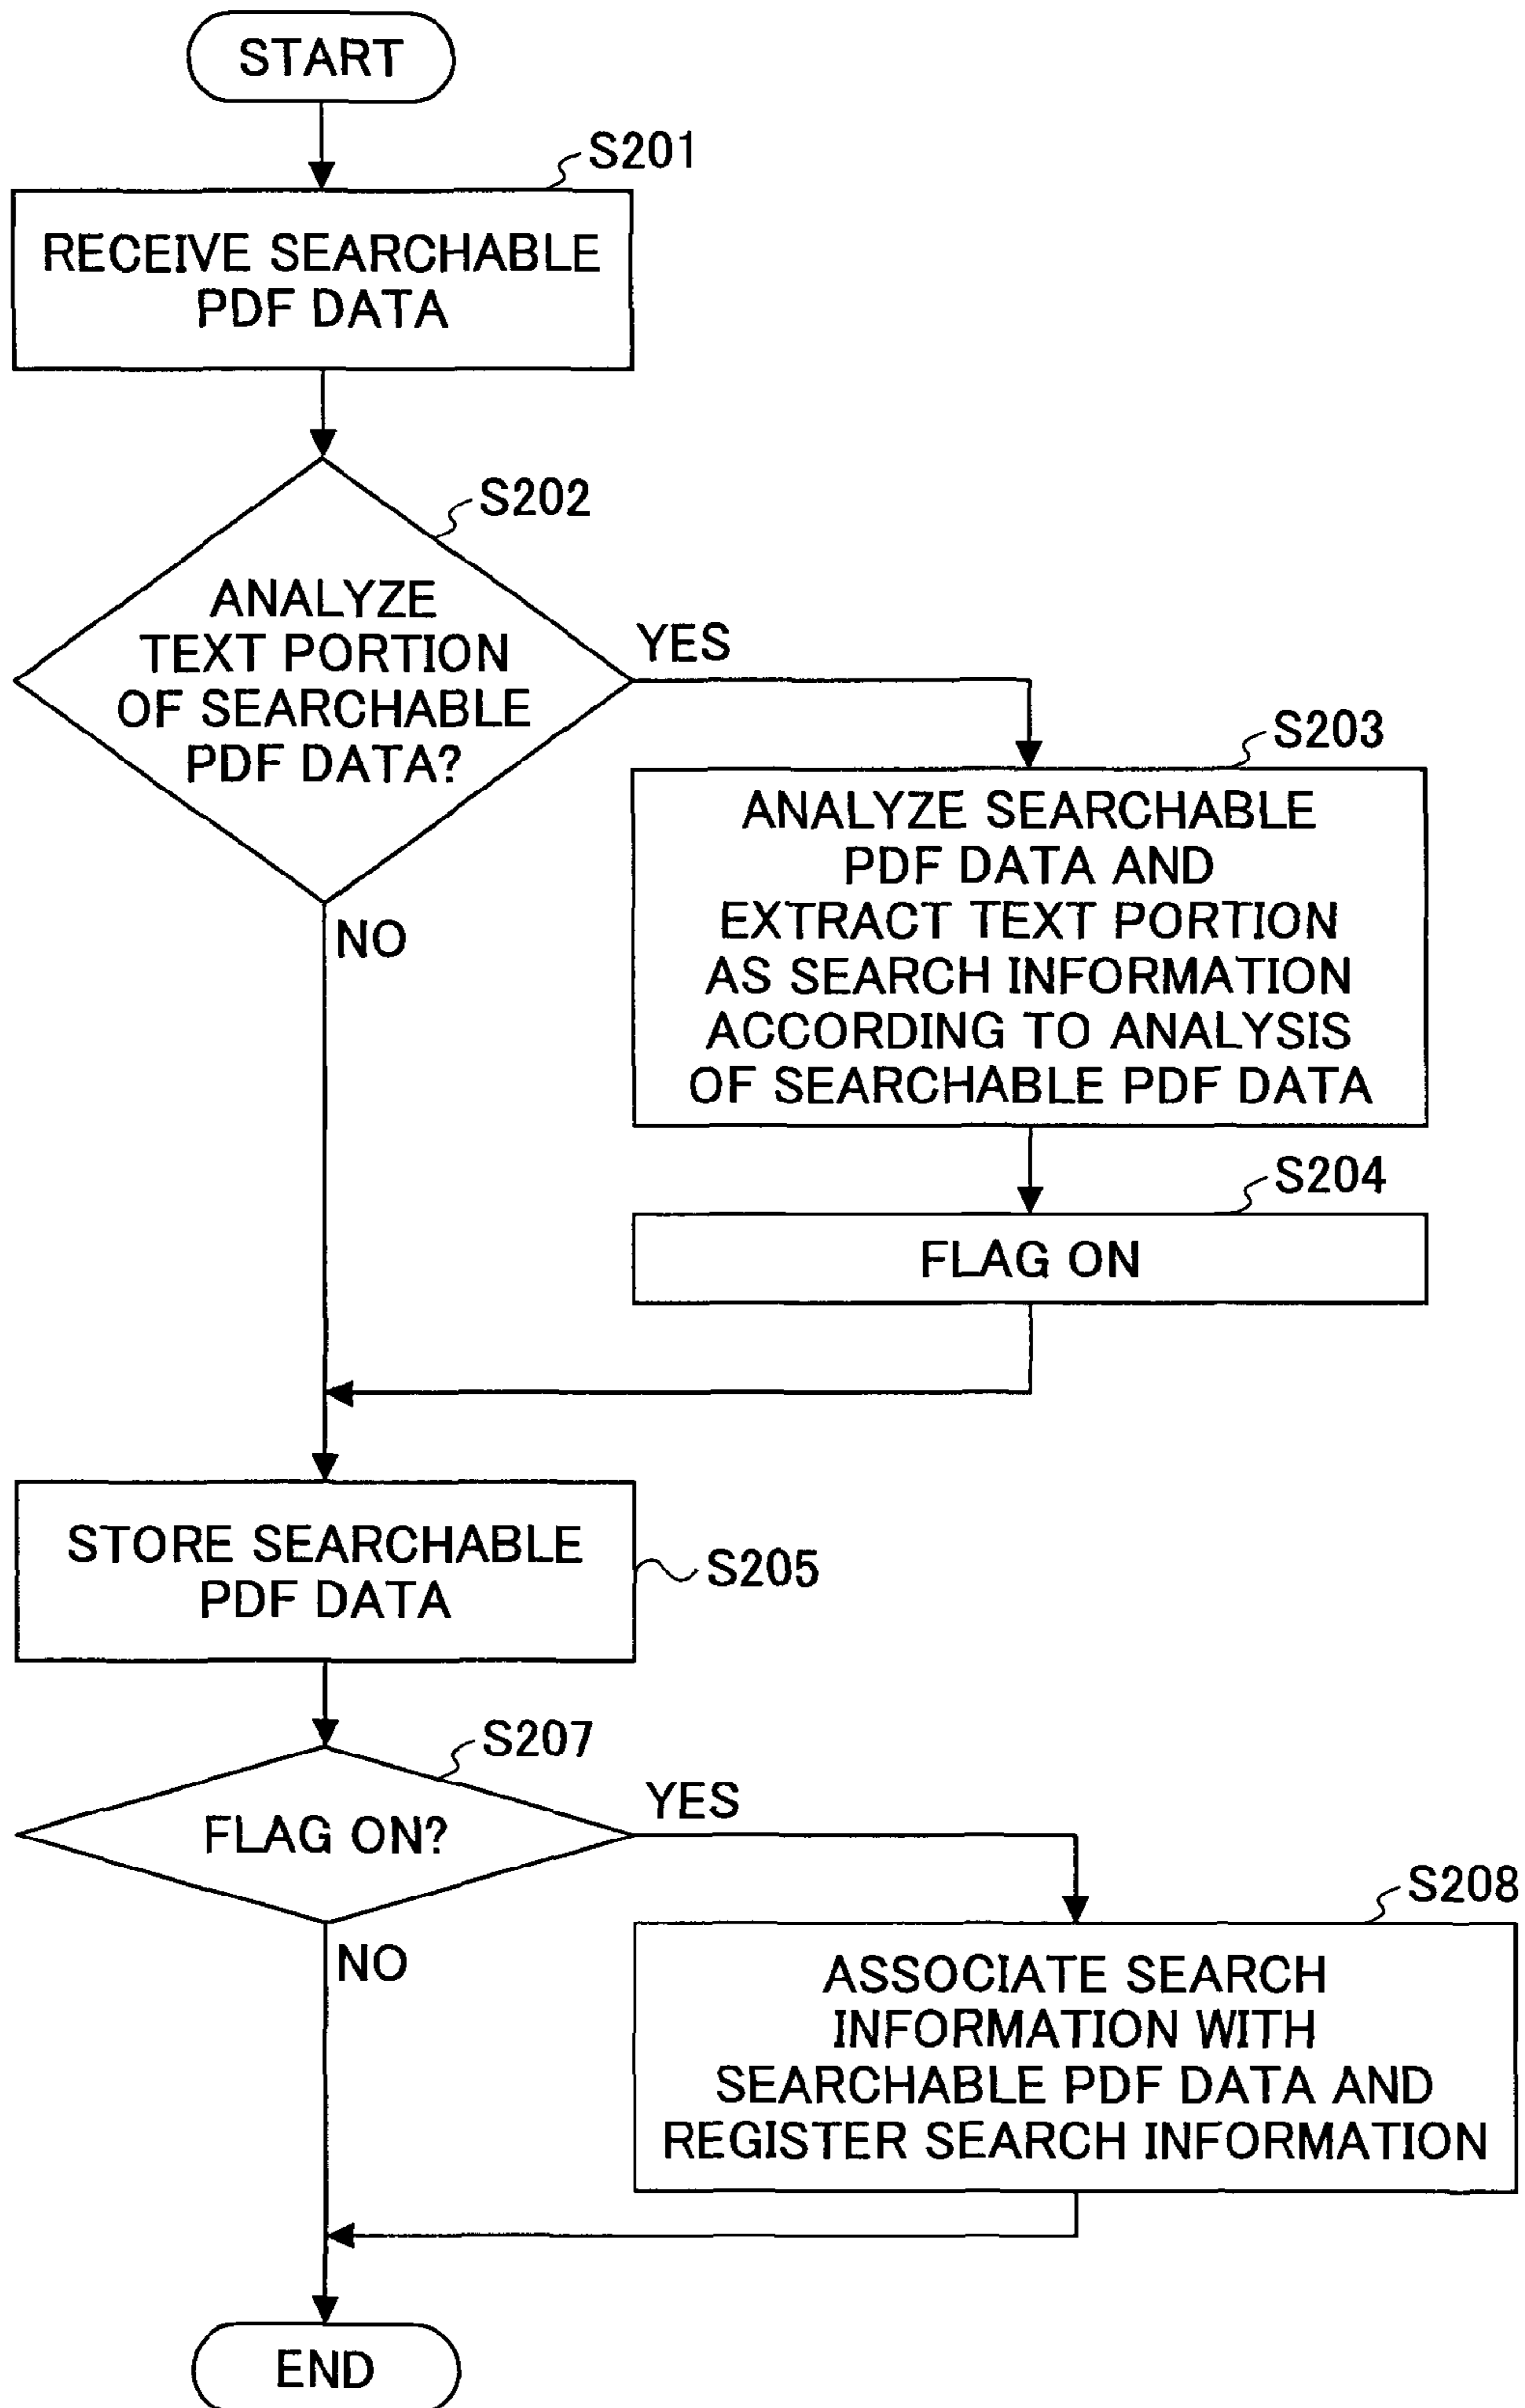 START
S201
RECEIVE SEARCHABLE
PDF DATA
S202
ANALYZE
TEXT PORTION
OF SEARCHABLE
PDF DATA?
YES
NO
S203
ANALYZE SEARCHABLE
PDF DATA AND
EXTRACT TEXT PORTION
AS SEARCH INFORMATION
ACCORDING TO ANALYSIS
OF SEARCHABLE PDF DATA
S204
FLAG ON
STORE SEARCHABLE
PDF DATA
S205
S207
FLAG ON?
YES
NO
S208
ASSOCIATE SEARCH
INFORMATION WITH
SEARCHABLE PDF DATA AND
REGISTER SEARCH INFORMATION
END